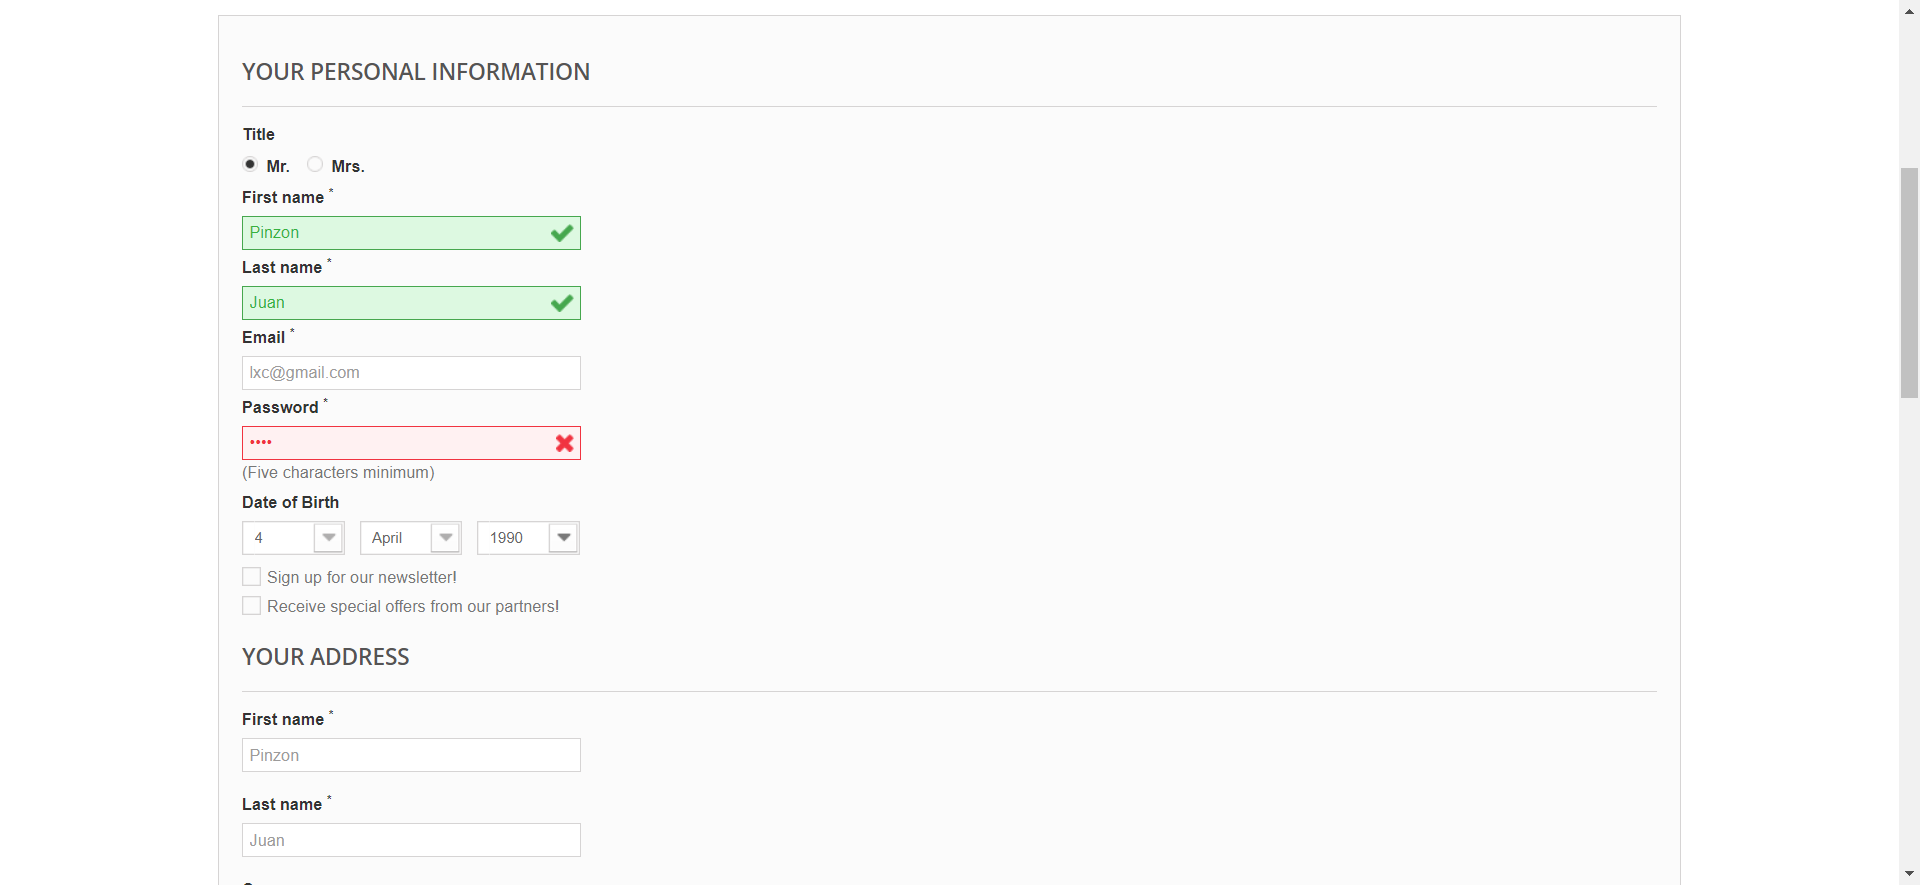 YOUR PERSONAL INFORMATION
Title
Mr. Mrs.
First name *
Pinzon
Last name *
Juan
Email *
lxc@gmail.com
Password *
••••
(Five characters minimum)
Date of Birth
4 April 1990
Sign up for our newsletter!
Receive special offers from our partners!
YOUR ADDRESS
First name *
Pinzon
Last name *
Juan